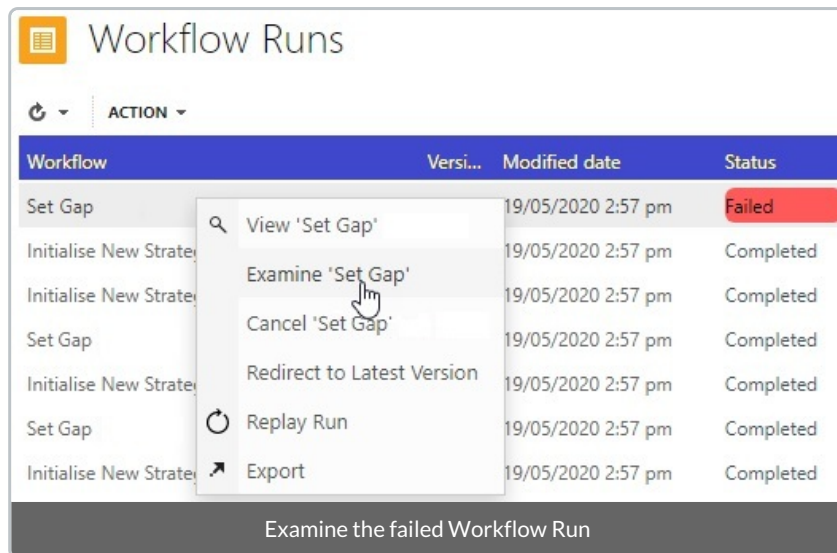 Workflow Runs
ACTION
Workflow Versi... Modified date Status
Set Gap 19/05/2020 2:57 pm Failed
View 'Set Gap'
Initialise New Strate 19/05/2020 2:57 pm Completed
Examine 'Set Gap'
Initialise New Strate 19/05/2020 2:57 pm Completed
Cancel 'Set Gap'
Set Gap 19/05/2020 2:57 pm Completed
Redirect to Latest Version
Initialise New Strate 19/05/2020 2:57 pm Completed
Replay Run
Set Gap 19/05/2020 2:57 pm Completed
Export
Initialise New Strate 19/05/2020 2:57 pm Completed
Examine the failed Workflow Run